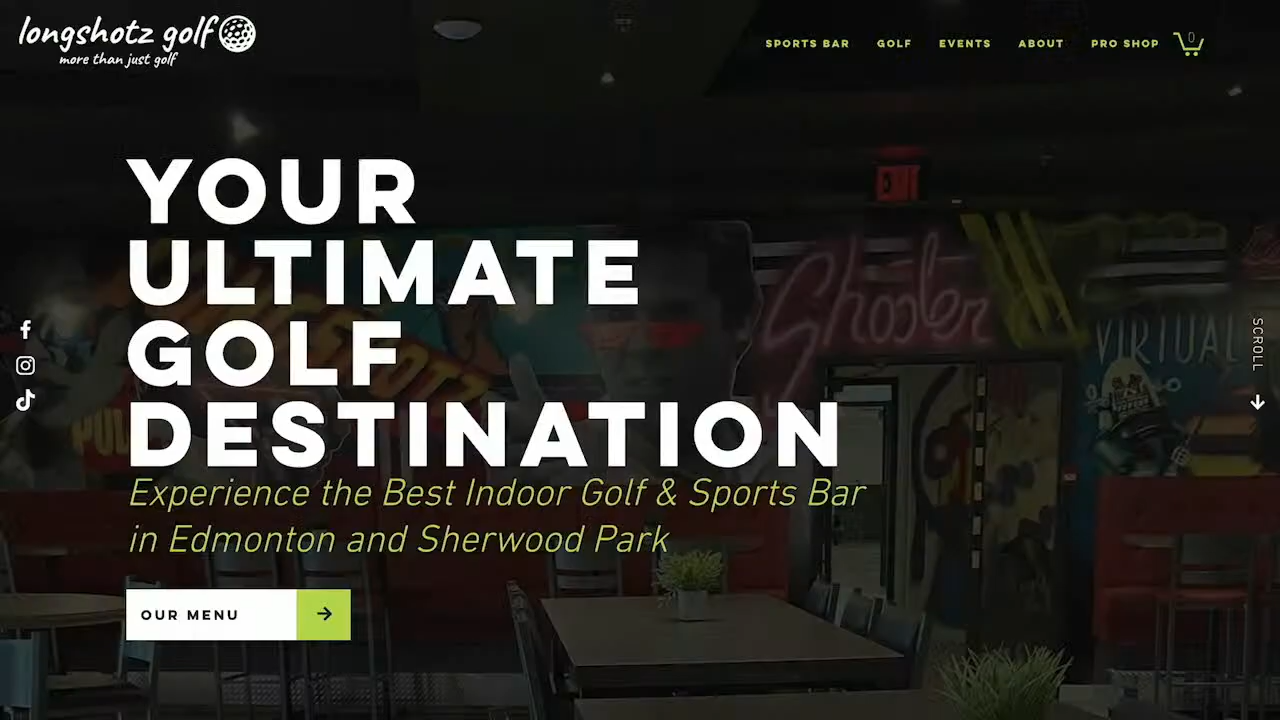 longshotz golf
more than just golf
SPORTS BAR
GOLF
EVENTS
ABOUT
PRO SHOP
0
YOUR
ULTIMATE
GOLF
DESTINATION
Experience the Best Indoor Golf & Sports Bar
in Edmonton and Sherwood Park
OUR MENU
SCROLL
Shooter
VIRTUAL